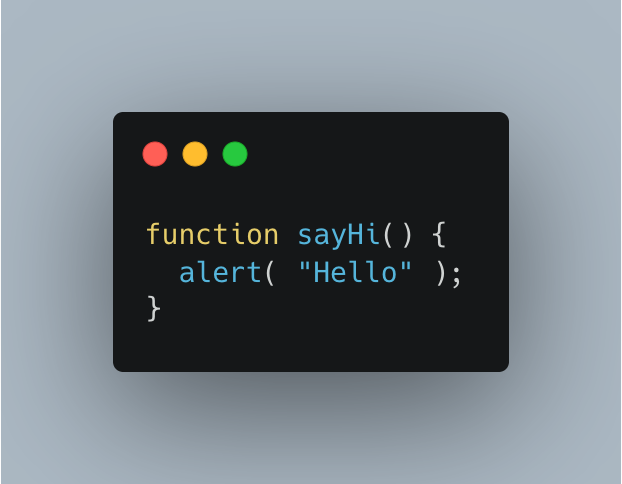 function sayHi() {
  alert( "Hello" );
}